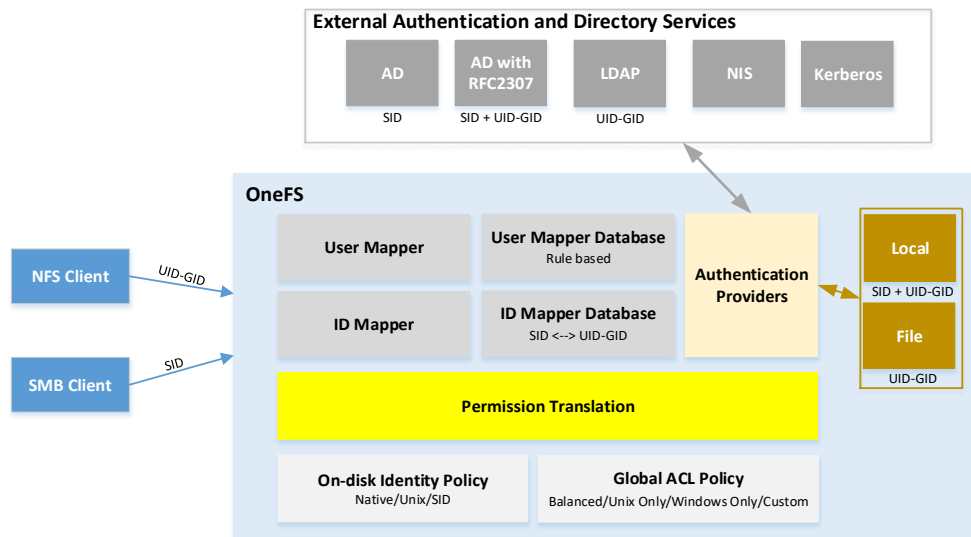 External Authentication and Directory Services
AD
AD with
RFC2307
LDAP
NIS
Kerberos
SID
SID + UID-GID
UID-GID
OneFS
User Mapper
User Mapper Database
Rule based
Authentication
Providers
Local
SID + UID-GID
NFS Client
UID-GID
ID Mapper
ID Mapper Database
SID <--> UID-GID
File
UID-GID
SMB Client
SID
Permission Translation
On-disk Identity Policy
Native/Unix/SID
Global ACL Policy
Balanced/Unix Only/Windows Only/Custom